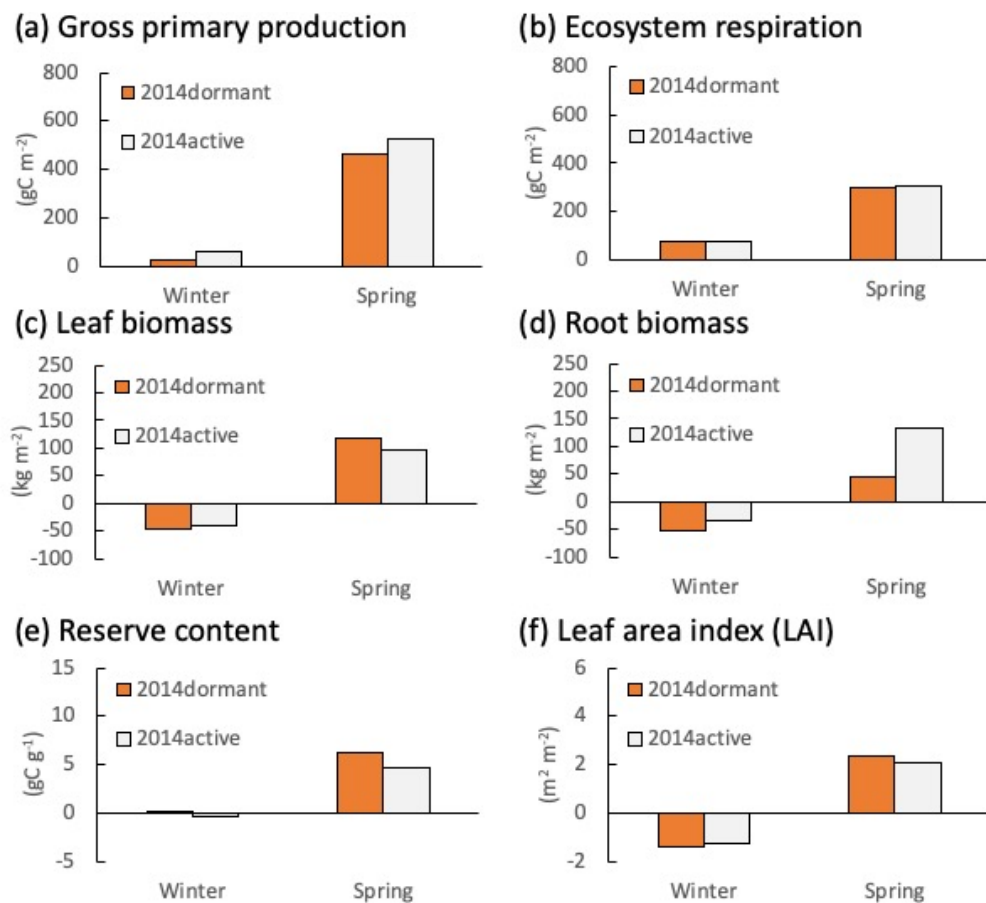 (a) Gross primary production
800
600
400
200
0
(gC m⁻²)
2014dormant
2014active
Winter
Spring
(b) Ecosystem respiration
800
600
400
200
0
(gC m⁻²)
2014dormant
2014active
Winter
Spring
(c) Leaf biomass
250
200
150
100
50
0
-50
-100
(kg m⁻²)
2014dormant
2014active
Winter
Spring
(d) Root biomass
250
200
150
100
50
0
-50
-100
(kg m⁻²)
2014dormant
2014active
Winter
Spring
(e) Reserve content
15
10
5
0
-5
(gC g⁻¹)
2014dormant
2014active
Winter
Spring
(f) Leaf area index (LAI)
6
4
2
0
-2
(m² m⁻²)
2014dormant
2014active
Winter
Spring